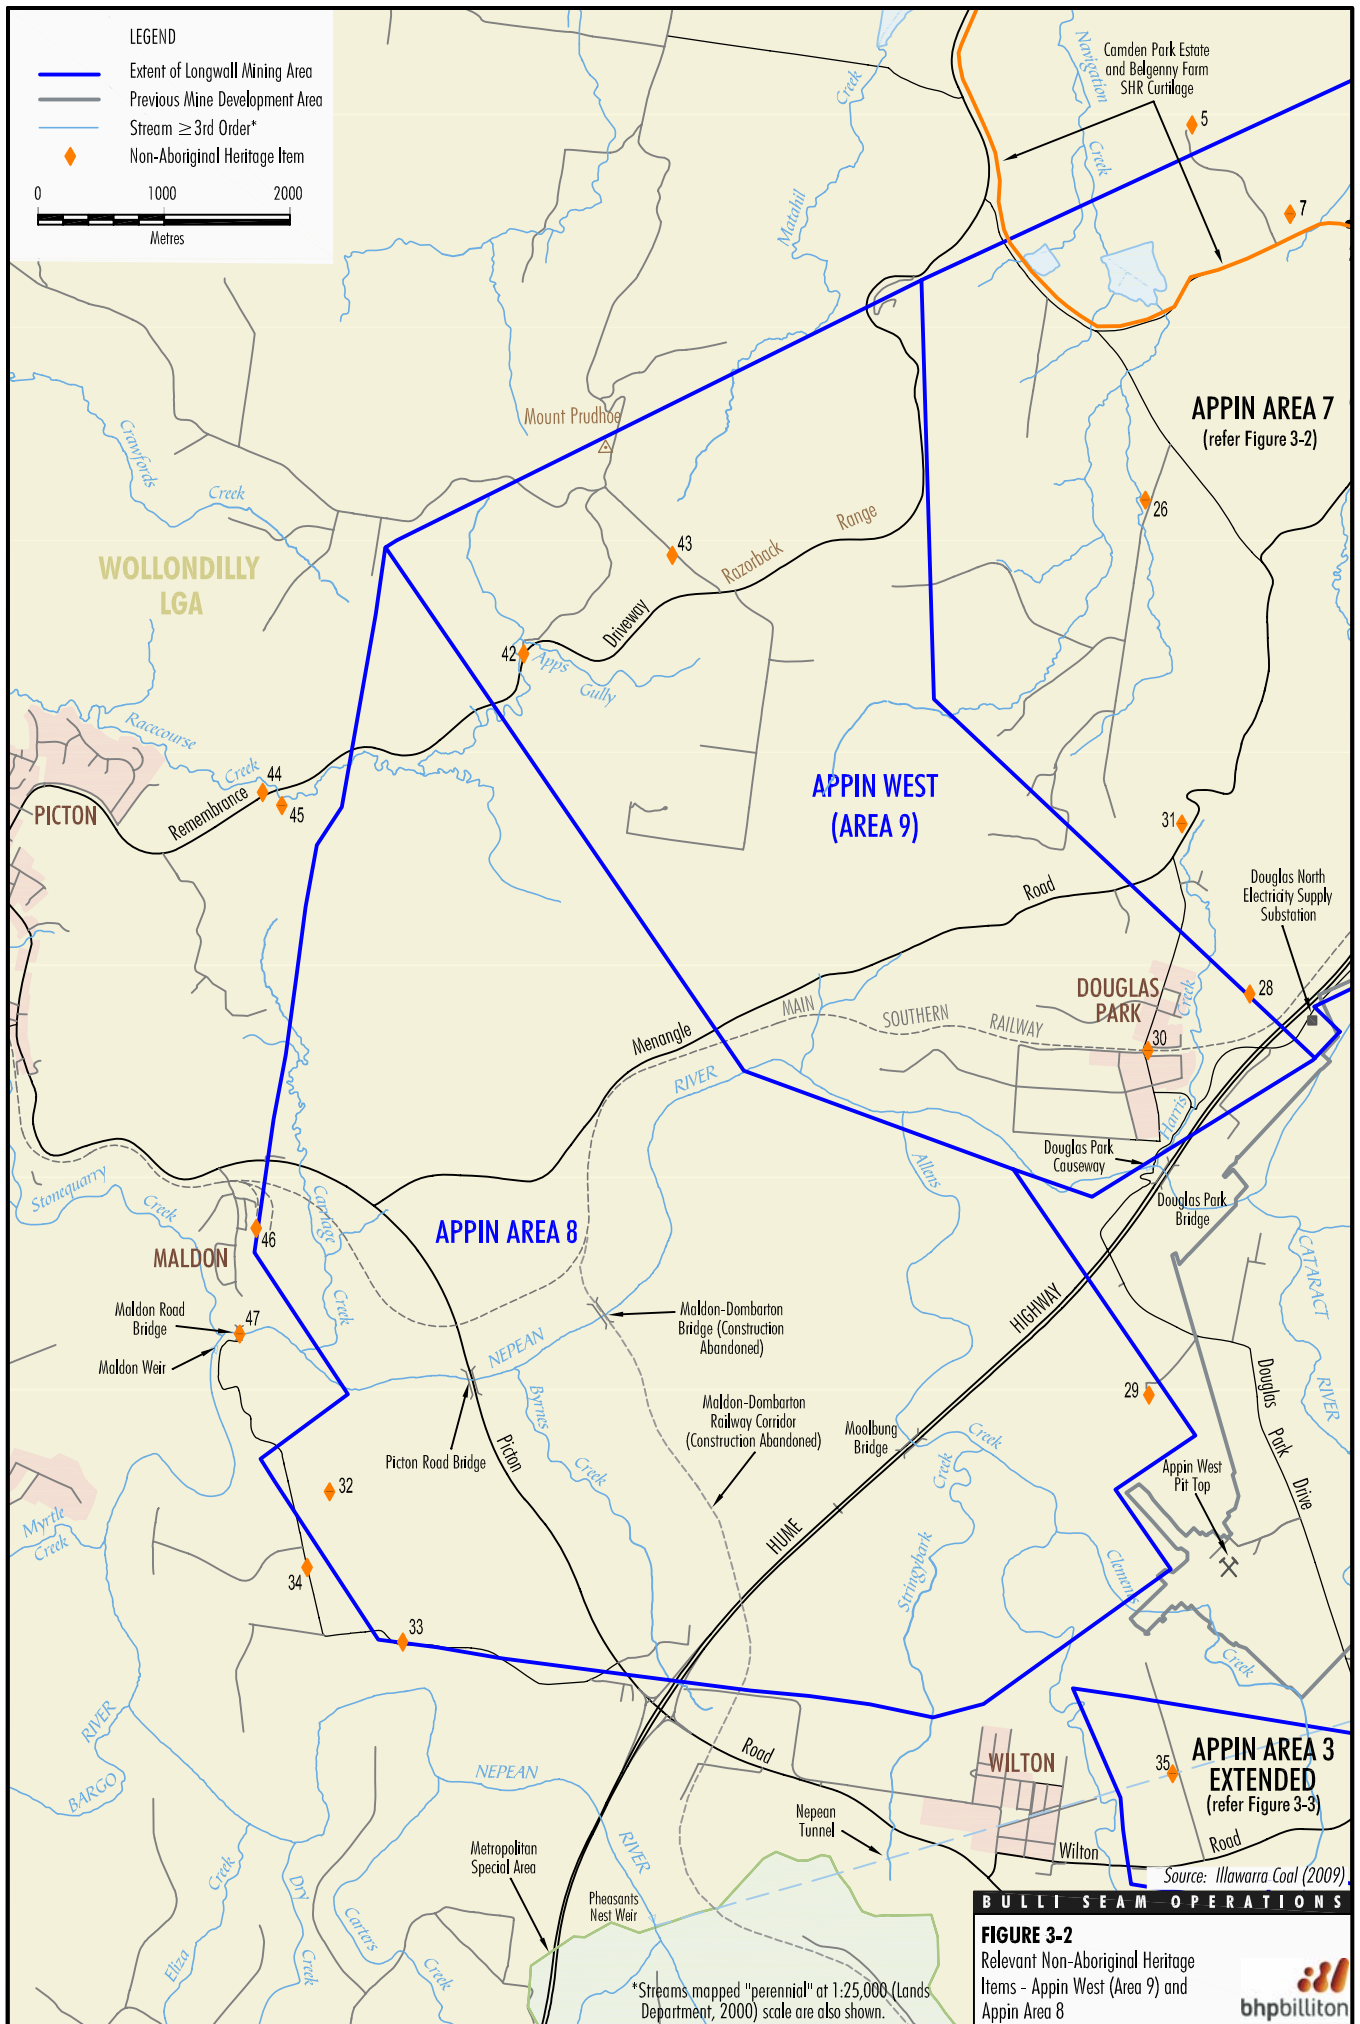 LEGEND
Extent of Longwall Mining Area
Previous Mine Development Area
Stream ≥3rd Order*
Non-Aboriginal Heritage Item
0 1000 2000
Metres
Camden Park Estate
and Belgenny Farm
SHR Curtilage
Navigation
Creek
Creek
Matahil
5
7
APPIN AREA 7
(refer Figure 3-2)
Mount Prudhoe
Crawfords
Creek
WOLLONDILLY
LGA
26
43
Razorback
Range
Driveway
42
Apps
Gully
Racecourse
Creek
44
45
Remembrance
PICTON
APPIN WEST
(AREA 9)
31
Road
Douglas North
Electricity Supply
Substation
DOUGLAS
PARK
Creek
28
30
MAIN
SOUTHERN
RAILWAY
Menangle
RIVER
Harris
Douglas Park
Causeway
Douglas Park
Bridge
Allens
Stonequarry
Creek
Carriage
Creek
APPIN AREA 8
MALDON
46
47
Maldon Road
Bridge
Maldon Weir
NEPEAN
Maldon-Dombarton
Bridge (Construction
Abandoned)
HIGHWAY
CATARACT
RIVER
Douglas
Park
Drive
29
Byrnes
Creek
Maldon-Dombarton
Railway Corridor
(Construction Abandoned)
Moolbung
Bridge
Creek
Picton Road Bridge
Picton
Appin West
Pit Top
32
Myrtle
Creek
HUME
Creek
Stringybark
Clements
Creek
34
33
RIVER
BARGO
Road
WILTON
35
APPIN AREA 3
EXTENDED
(refer Figure 3-3)
NEPEAN
RIVER
Nepean
Tunnel
Wilton
Road
Metropolitan
Special Area
Pheasants
Nest Weir
Creek
Eliza
Dry
Creek
Carters
Creek
Source: Illawarra Coal (2009)
*Streams mapped "perennial" at 1:25,000 (Lands
Department, 2000) scale are also shown.
BULLI SEAM OPERATIONS
FIGURE 3-2
Relevant Non-Aboriginal Heritage
Items - Appin West (Area 9) and
Appin Area 8
bhpbilliton